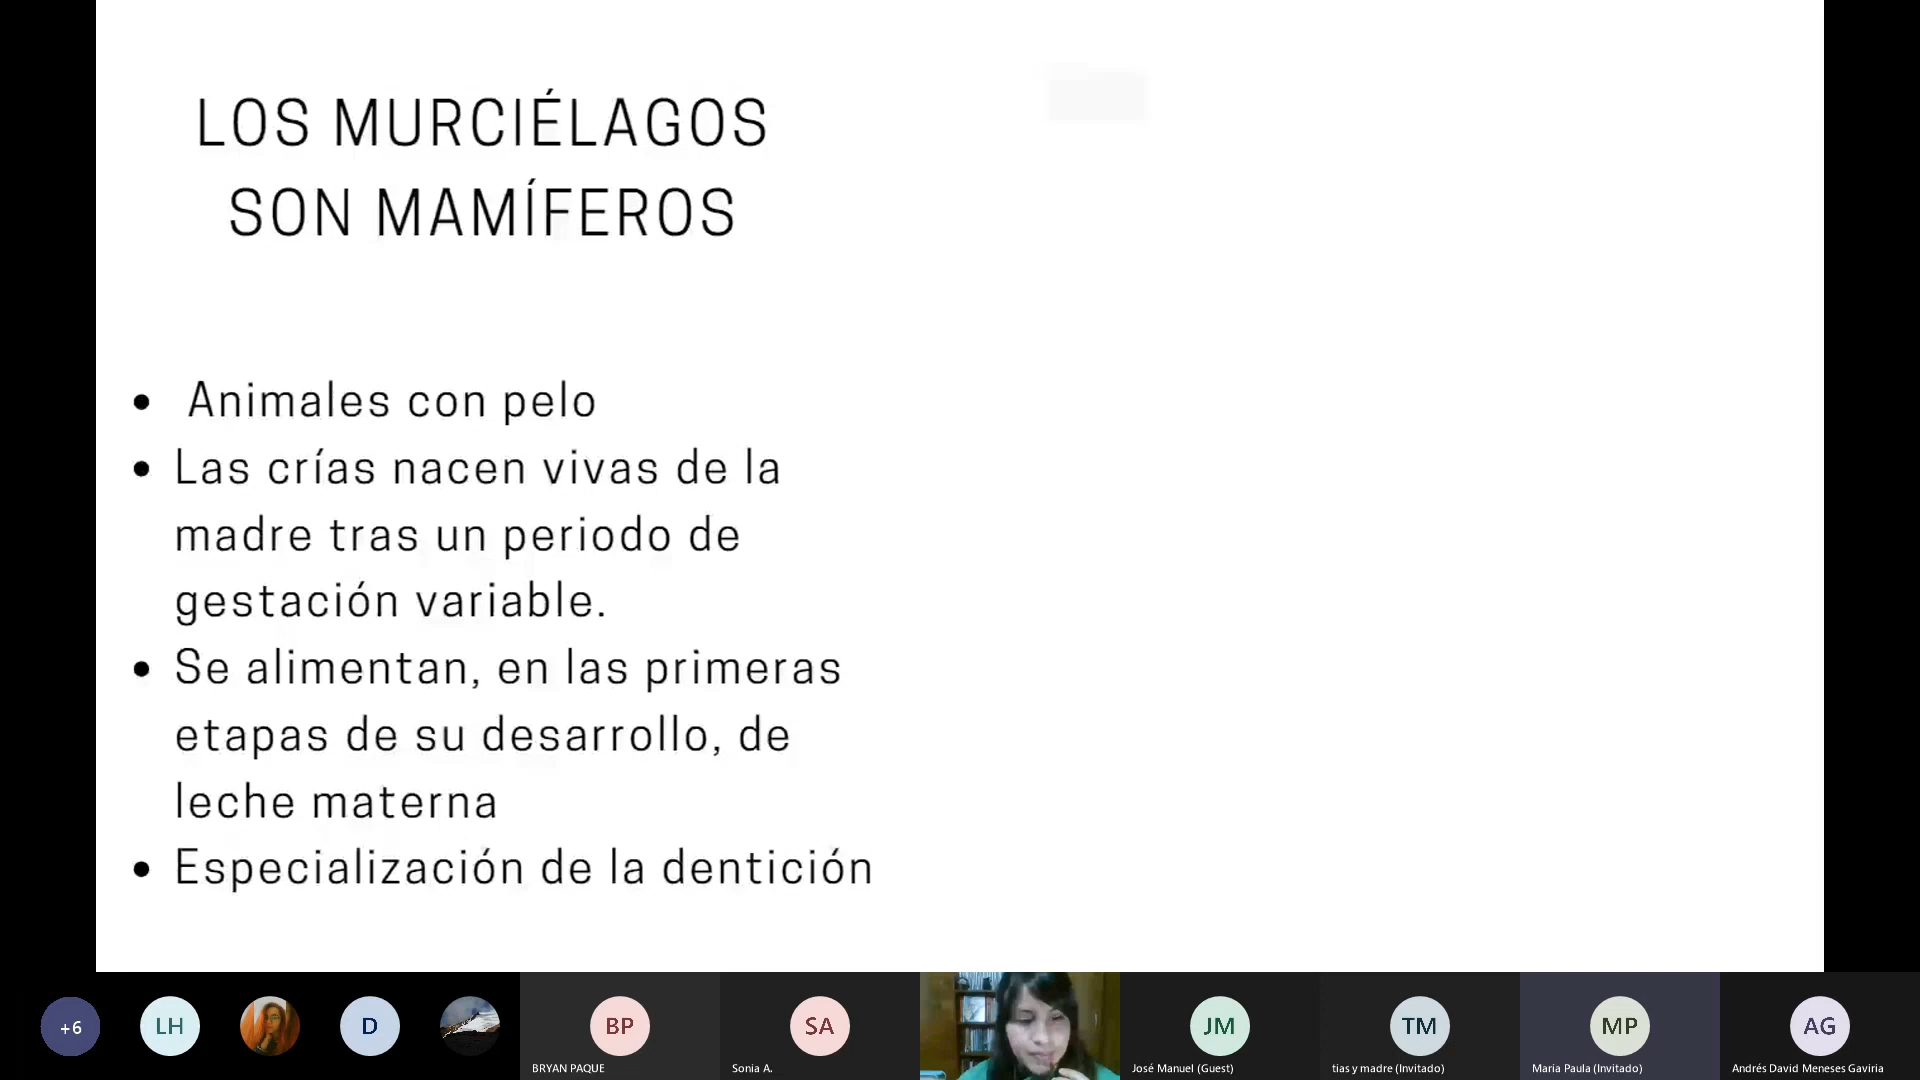 LOS MURCIÉLAGOS
SON MAMÍFEROS
• Animales con pelo
• Las crías nacen vivas de la
madre tras un periodo de
gestación variable.
• Se alimentan, en las primeras
etapas de su desarrollo, de
leche materna
• Especialización de la dentición
+6
LH
D
BP
SA
JM
TM
MP
AG
BRYAN PAQUE
Sonia A.
José Manuel (Guest)
tias y madre (Invitado)
Maria Paula (Invitado)
Andrés David Meneses Gaviria